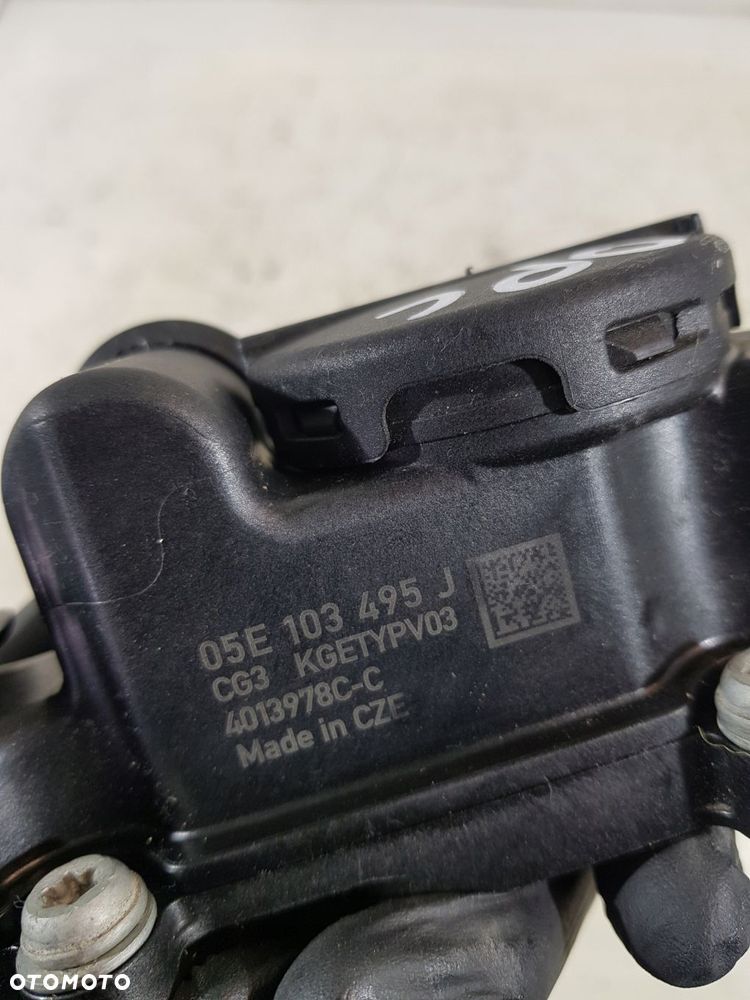 05E 103 495 J
CG3 KGETYPV03
4013978C-C
Made in CZE
OTOMOTO